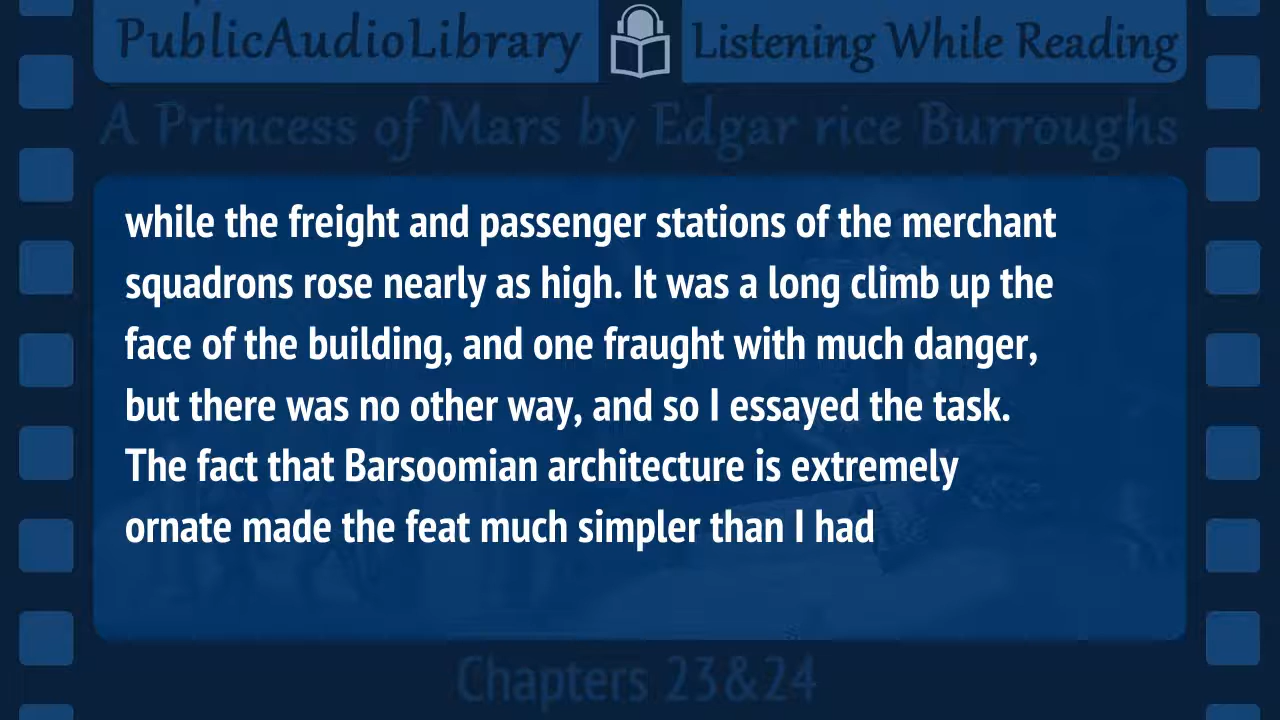 PublicAudioLibrary Listening While Reading
A Princess of Mars by Edgar rice Burroughs
while the freight and passenger stations of the merchant
squadrons rose nearly as high. It was a long climb up the
face of the building, and one fraught with much danger,
but there was no other way, and so I essayed the task.
The fact that Barsoomian architecture is extremely
ornate made the feat much simpler than I had
Chapters 23&24